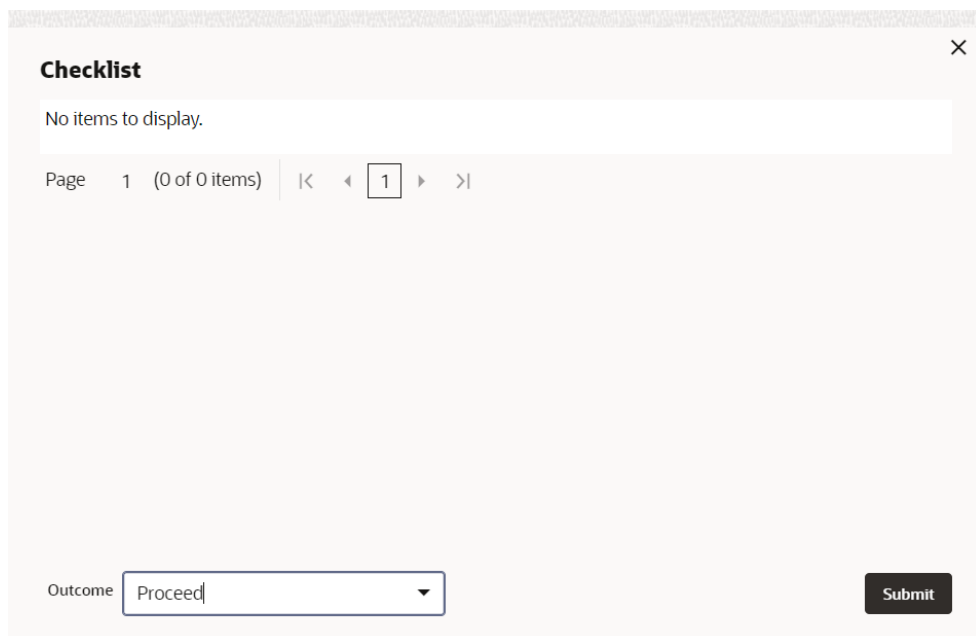 Checklist
No items to display.
Page 1 (0 of 0 items) 1
Outcome Proceed Submit